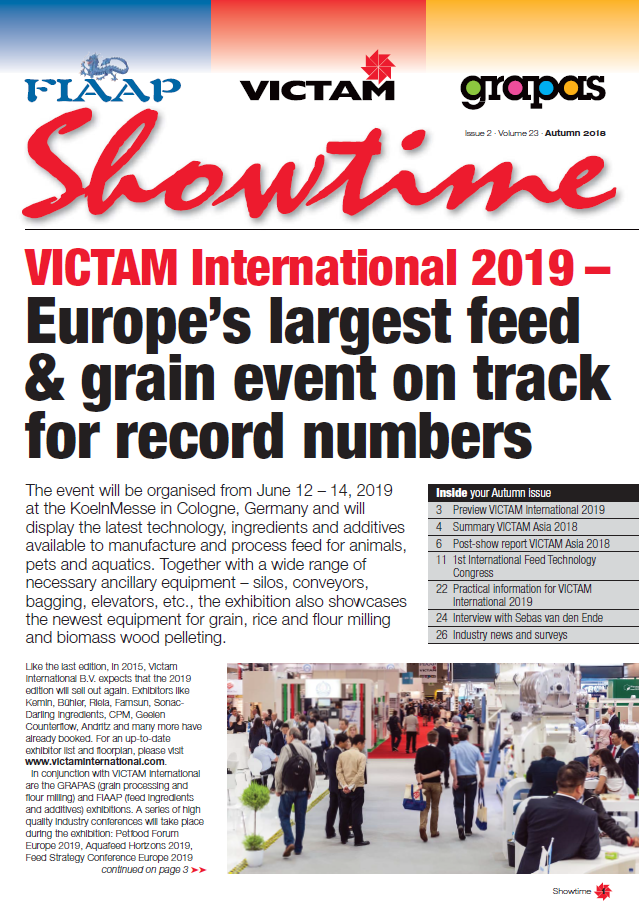 FIAAP
VICTAM
grapas
Issue 2 · Volume 23 · Autumn 2018
Showtime
VICTAM International 2019 –
Europe's largest feed
& grain event on track
for record numbers
The event will be organised from June 12 – 14, 2019
at the KoelnMesse in Cologne, Germany and will
display the latest technology, ingredients and additives
available to manufacture and process feed for animals,
pets and aquatics. Together with a wide range of
necessary ancillary equipment – silos, conveyors,
bagging, elevators, etc., the exhibition also showcases
the newest equipment for grain, rice and flour milling
and biomass wood pelleting.
Inside your Autumn issue
3 Preview VICTAM International 2019
4 Summary VICTAM Asia 2018
6 Post-show report VICTAM Asia 2018
11 1st International Feed Technology
Congress
22 Practical information for VICTAM
International 2019
24 Interview with Sebas van den Ende
26 Industry news and surveys
Like the last edition, in 2015, Victam
International B.V. expects that the 2019
edition will sell out again. Exhibitors like
Kemin, Bühler, Riela, Famsun, Sonac-
Darling Ingredients, CPM, Geelen
Counterflow, Andritz and many more have
already booked. For an up-to-date
exhibitor list and floorplan, please visit
www.victaminternational.com.
In conjunction with VICTAM International
are the GRAPAS (grain processing and
flour milling) and FIAAP (feed ingredients
and additives) exhibitions. A series of high
quality industry conferences will take place
during the exhibition: Petfood Forum
Europe 2019, Aquafeed Horizons 2019,
Feed Strategy Conference Europe 2019
continued on page 3 ➤➤
Showtime 1